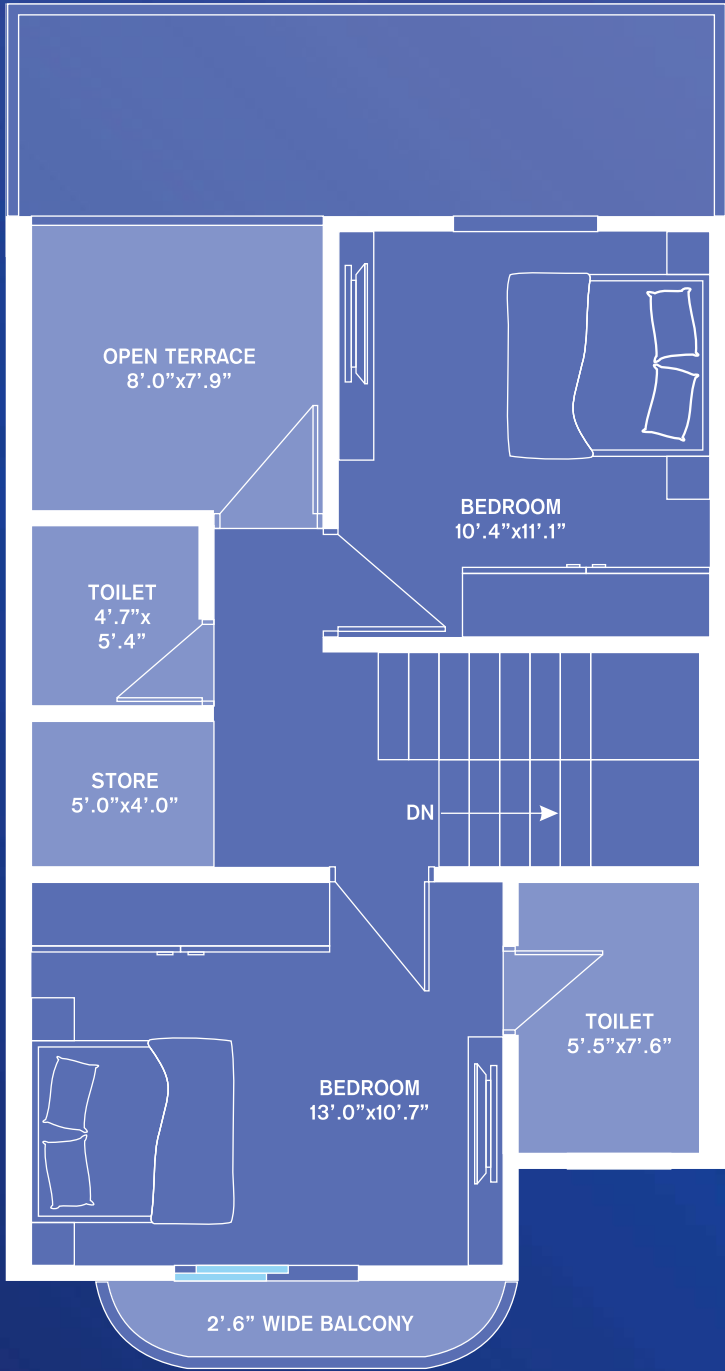 OPEN TERRACE
8’.0”x7’.9”
BEDROOM
10’.4”x11’.1”
TOILET
4’.7”x
5’.4”
STORE
5’.0”x4’.0”
DN
TOILET
5’.5”x7’.6”
BEDROOM
13’.0”x10’.7”
2’.6” WIDE BALCONY